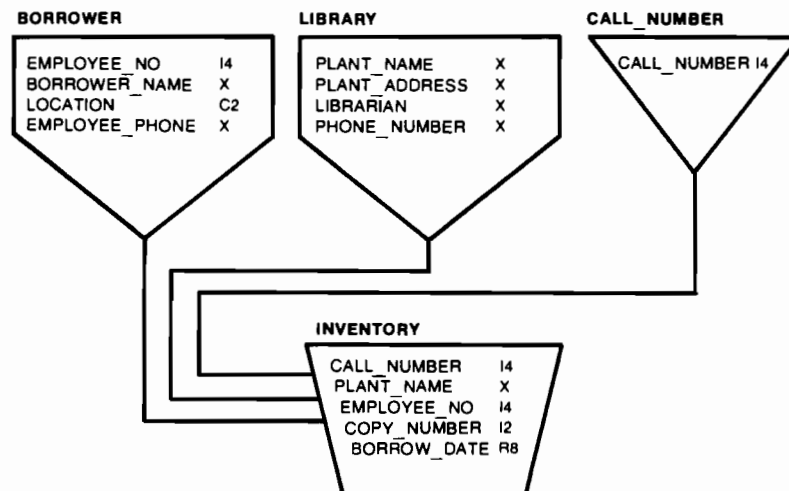 BORROWER
EMPLOYEE_NO I4
BORROWER_NAME X
LOCATION C2
EMPLOYEE_PHONE X
LIBRARY
PLANT_NAME X
PLANT_ADDRESS X
LIBRARIAN X
PHONE_NUMBER X
CALL_NUMBER
CALL_NUMBER I4
INVENTORY
CALL_NUMBER I4
PLANT_NAME X
EMPLOYEE_NO I4
COPY_NUMBER I2
BORROW_DATE R8